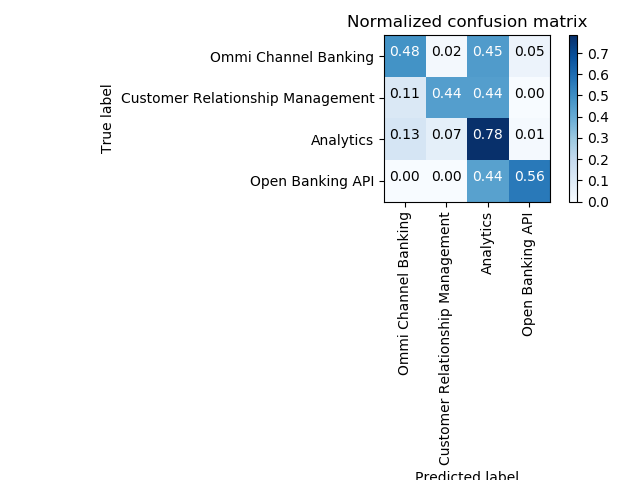 Normalized confusion matrix
True label
Ommi Channel Banking 0.48 0.02 0.45 0.05
Customer Relationship Management 0.11 0.44 0.44 0.00
Analytics 0.13 0.07 0.78 0.01
Open Banking API 0.00 0.00 0.44 0.56
0.7
0.6
0.5
0.4
0.3
0.2
0.1
0.0
Ommi Channel Banking
Customer Relationship Management
Analytics
Open Banking API
Predicted label